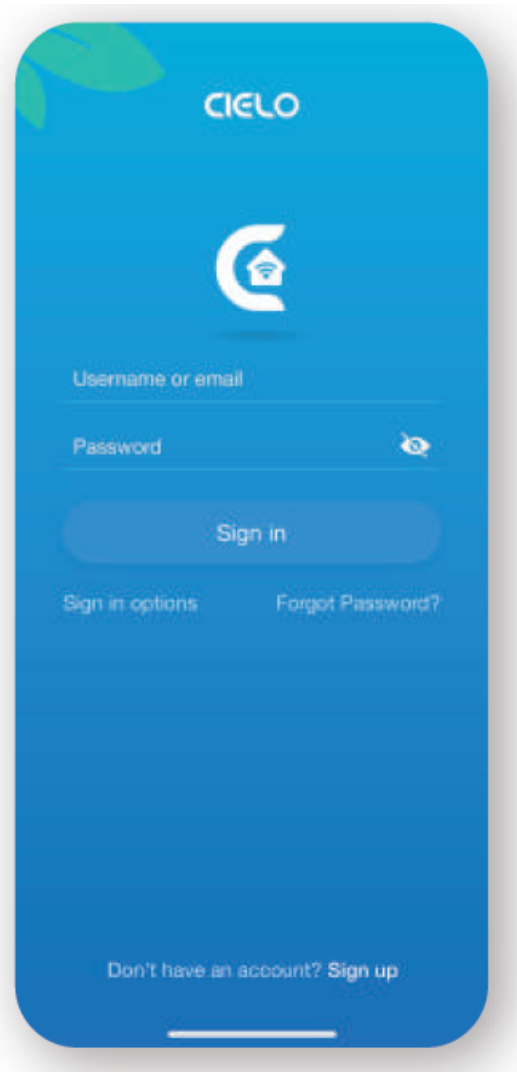 CIELO
Username or email
Password
Sign in
Sign in options Forgot Password?
Don't have an account? Sign up